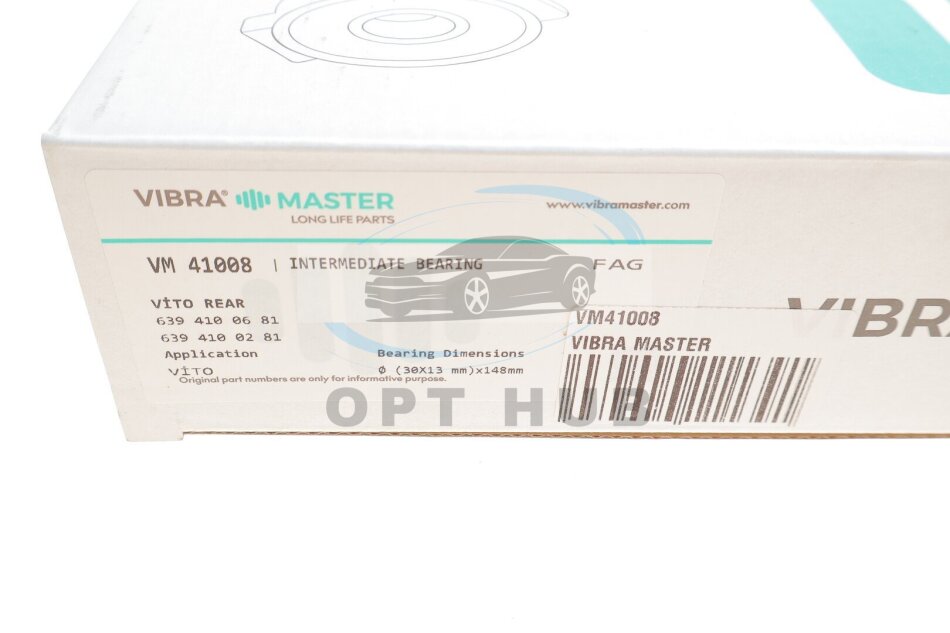 VIBRA® MASTER
LONG LIFE PARTS
www.vibramaster.com
VM 41008 | INTERMEDIATE BEARING FAG
VİTO REAR
639 410 06 81
639 410 02 81
Application
VİTO
Bearing Dimensions
Ø (30X13 mm)x148mm
Original part numbers are only for informative purpose.
VM41008
VIBRA MASTER
VIBR
OPT HUB